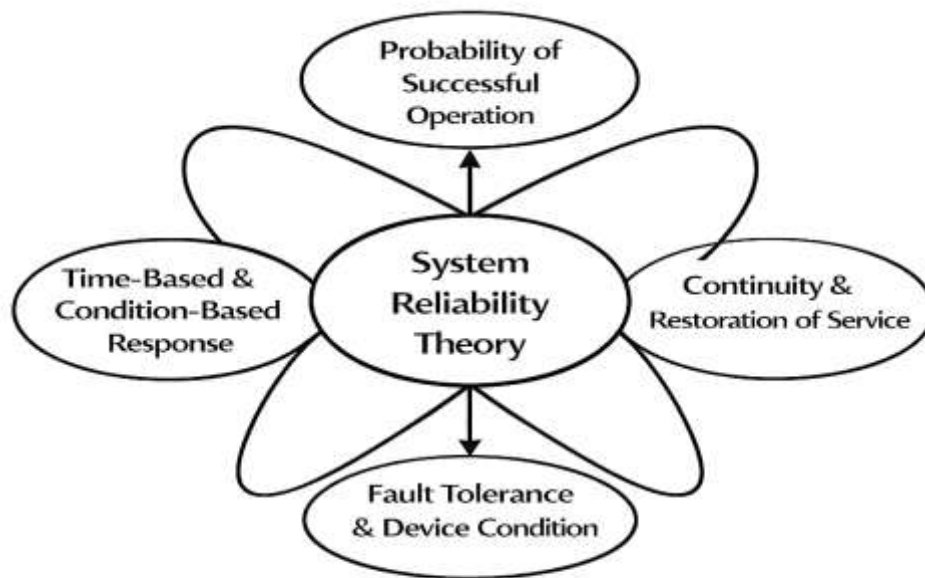 Probability of
Successful
Operation
Time-Based &
Condition-Based
Response
System
Reliability
Theory
Continuity &
Restoration of Service
Fault Tolerance
& Device Condition